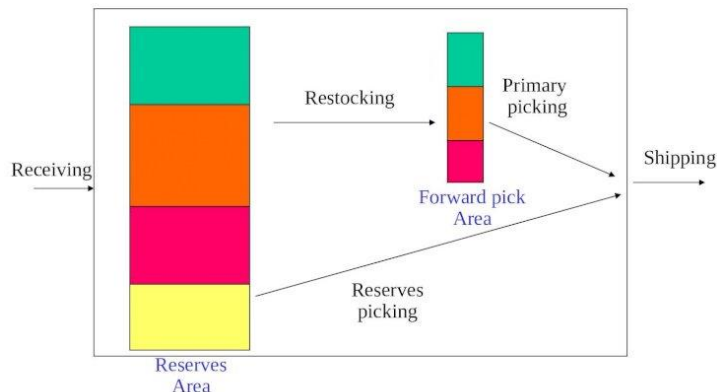 Receiving
Restocking
Primary
picking
Shipping
Forward pick
Area
Reserves
picking
Reserves
Area